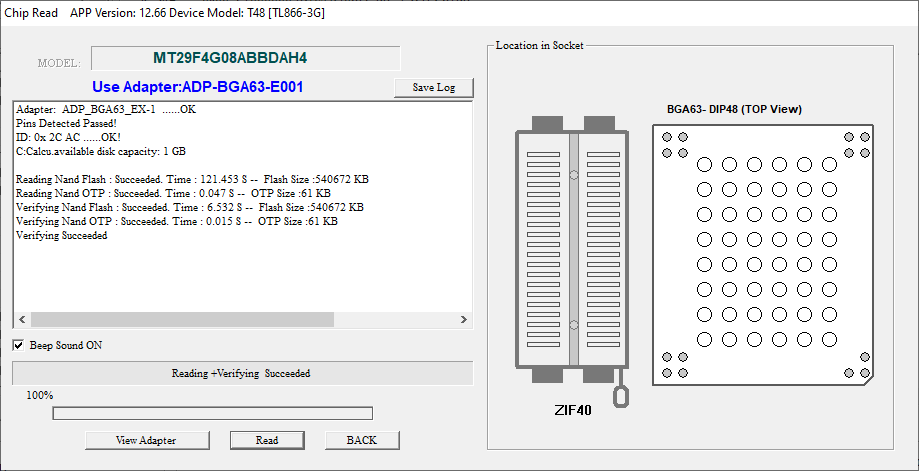 Chip Read APP Version: 12.66 Device Model: T48 [TL866-3G]
MODEL: MT29F4G08ABBDAH4
Use Adapter:ADP-BGA63-E001
Save Log
Adapter: ADP_BGA63_EX-1 ......OK
Pins Detected Passed!
ID: 0x 2C AC ......OK!
C:Calcu.available disk capacity: 1 GB
Reading Nand Flash : Succeeded. Time : 121.453 S -- Flash Size :540672 KB
Reading Nand OTP : Succeeded. Time : 0.047 S -- OTP Size :61 KB
Verifying Nand Flash : Succeeded. Time : 6.532 S -- Flash Size :540672 KB
Verifying Nand OTP : Succeeded. Time : 0.015 S -- OTP Size :61 KB
Verifying Succeeded
Beep Sound ON
Reading +Verifying Succeeded
100%
View Adapter
Read
BACK
Location in Socket
BGA63- DIP48 (TOP View)
ZIF40